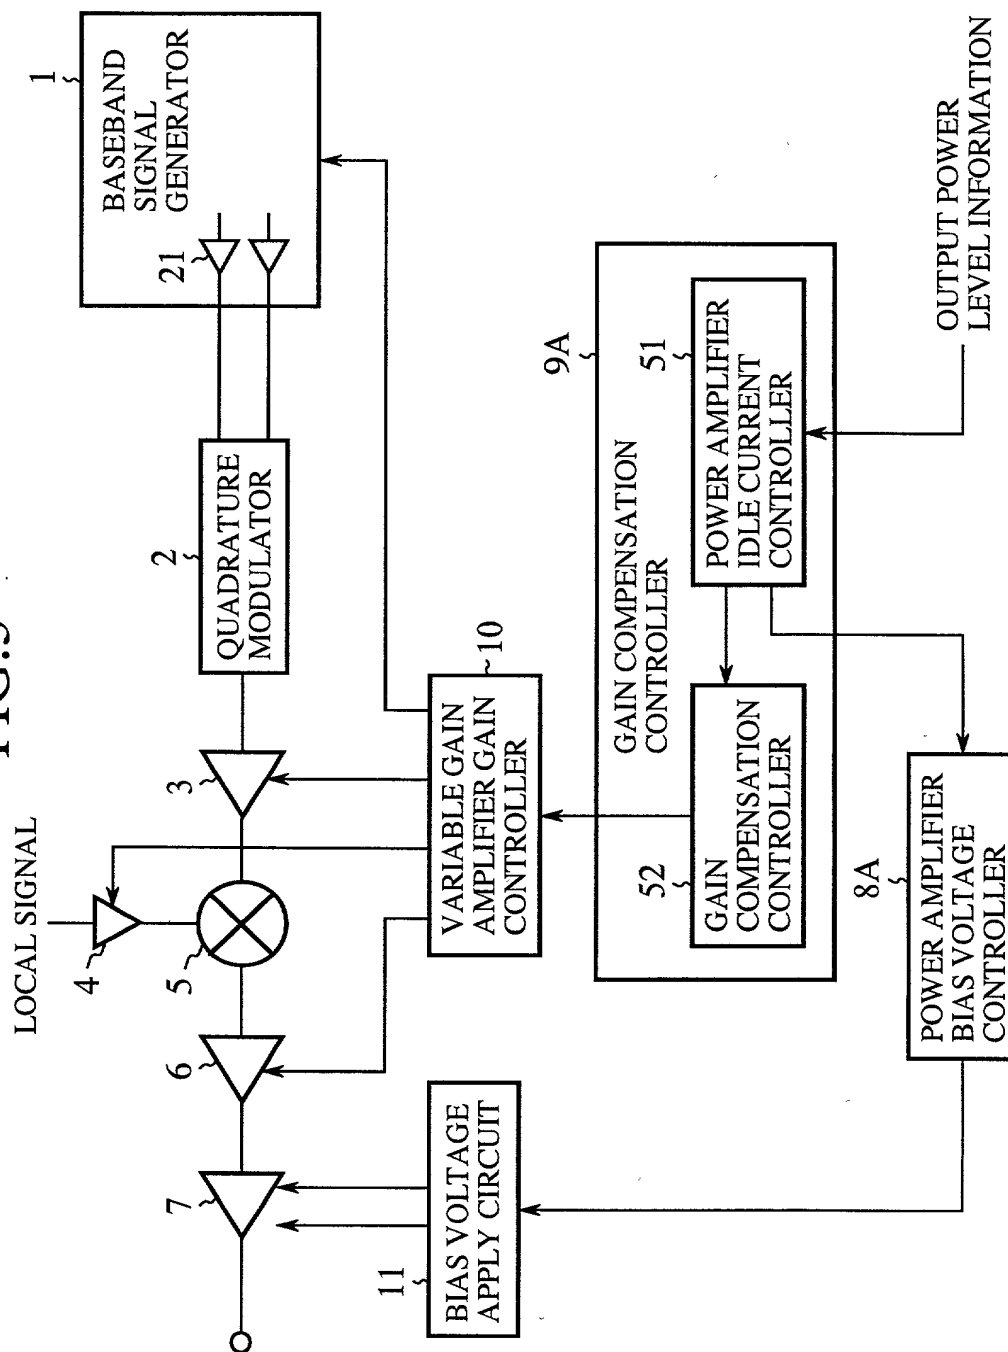 FIG.
LOCAL SIGNAL
1
BASEBAND
SIGNAL
GENERATOR
21
2
QUADRATURE
MODULATOR
3
4
5
6
7
10
VARIABLE GAIN
AMPLIFIER GAIN
CONTROLLER
11
BIAS VOLTAGE
APPLY CIRCUIT
9A
GAIN COMPENSATION
CONTROLLER
51
POWER AMPLIFIER
IDLE CURRENT
CONTROLLER
52
GAIN
COMPENSATION
CONTROLLER
8A
POWER AMPLIFIER
BIAS VOLTAGE
CONTROLLER
OUTPUT POWER
LEVEL INFORMATION